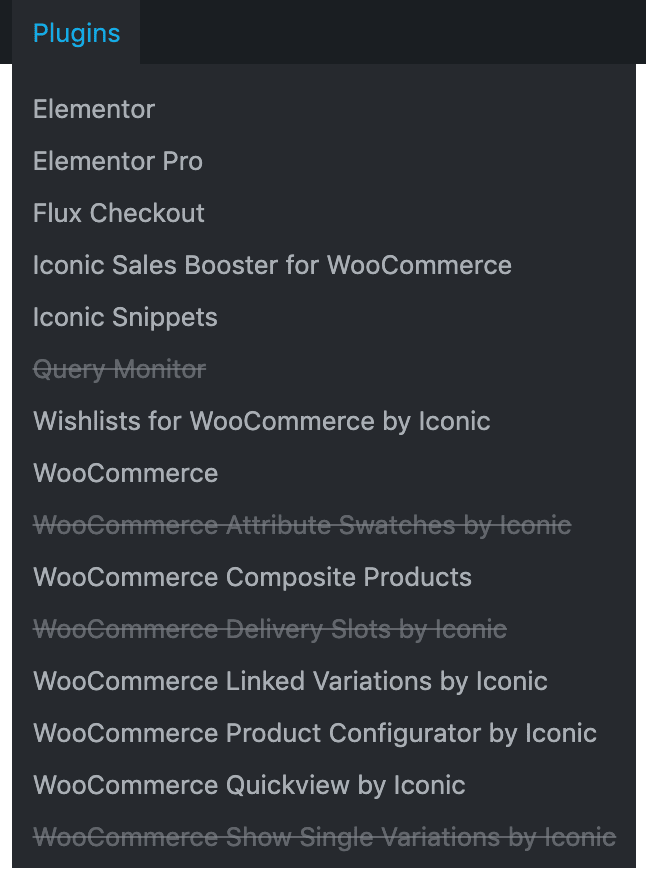 Plugins
Elementor
Elementor Pro
Flux Checkout
Iconic Sales Booster for WooCommerce
Iconic Snippets
Query Monitor
Wishlists for WooCommerce by Iconic
WooCommerce
WooCommerce Attribute Swatches by Iconic
WooCommerce Composite Products
WooCommerce Delivery Slots by Iconic
WooCommerce Linked Variations by Iconic
WooCommerce Product Configurator by Iconic
WooCommerce Quickview by Iconic
WooCommerce Show Single Variations by Iconic